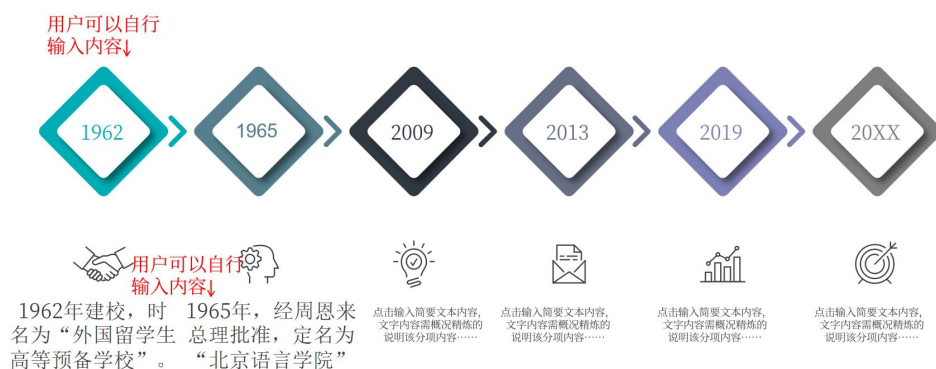 用户可以自行
输入内容↓
1962
1965
2009
2013
2019
20XX
用户可以自行
输入内容↓
1962年建校，时
名为“外国留学生
高等预备学校”。
1965年，经周恩来
总理批准，定名为
“北京语言学院”
点击输入简要文本内容，
文字内容需概况精炼的
说明该分项内容……
点击输入简要文本内容，
文字内容需概况精炼的
说明该分项内容……
点击输入简要文本内容，
文字内容需概况精炼的
说明该分项内容……
点击输入简要文本内容，
文字内容需概况精炼的
说明该分项内容……